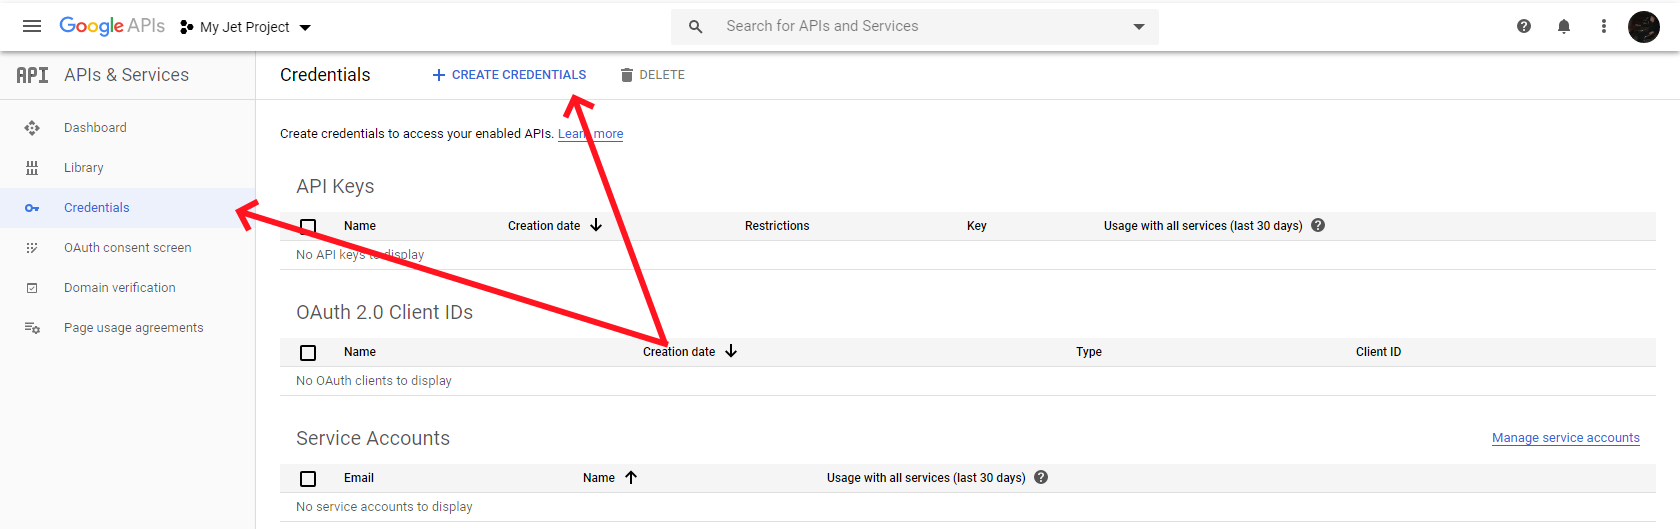 Google APIs My Jet Project Search for APIs and Services
API APIs & Services
Credentials + CREATE CREDENTIALS DELETE
Dashboard
Library
Credentials
OAuth consent screen
Domain verification
Page usage agreements
Create credentials to access your enabled APIs. Learn more
API Keys
Name Creation date Restrictions Key Usage with all services (last 30 days)
No API keys to display
OAuth 2.0 Client IDs
Name Creation date Type Client ID
No OAuth clients to display
Service Accounts Manage service accounts
Email Name Usage with all services (last 30 days)
No service accounts to display